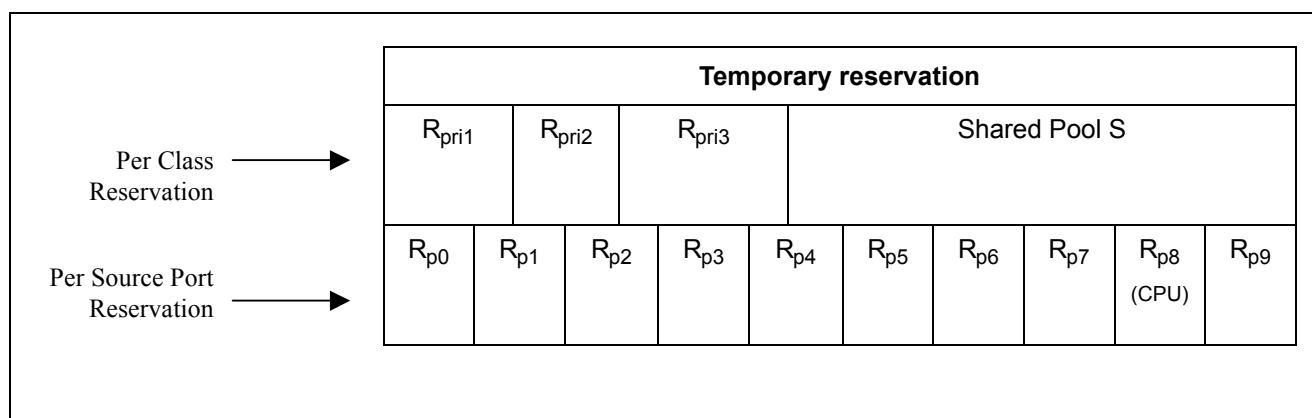 Temporary reservation
Per Class
Reservation
Rpri1 Rpri2 Rpri3 Shared Pool S
Per Source Port
Reservation
Rp0 Rp1 Rp2 Rp3 Rp4 Rp5 Rp6 Rp7 Rp8 Rp9
(CPU)